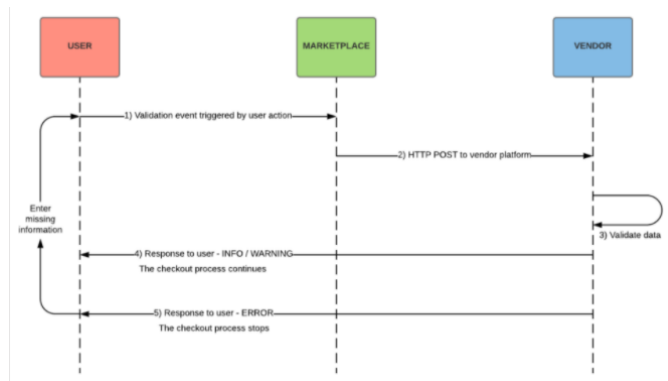 USER
MARKETPLACE
VENDOR
1) Validation event triggered by user action
2) HTTP POST to vendor platform
Enter
missing
information
3) Validate data
4) Response to user - INFO / WARNING
The checkout process continues
5) Response to user - ERROR
The checkout process stops